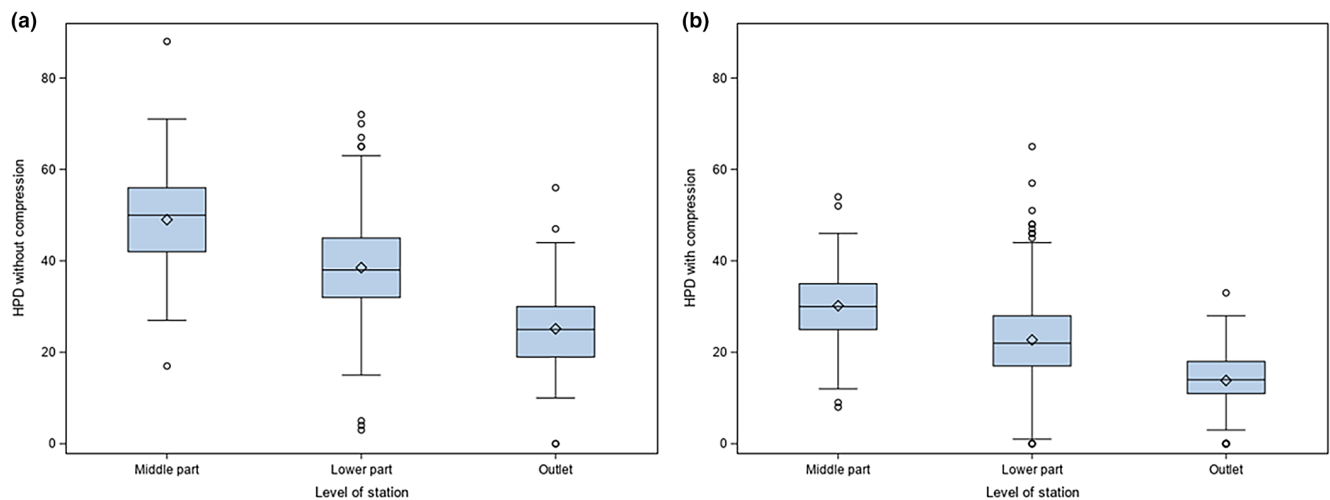 (a)
HPD without compression
80
60
40
20
0
Middle part
Lower part
Outlet
Level of station
(b)
HPD with compression
80
60
40
20
0
Middle part
Lower part
Outlet
Level of station